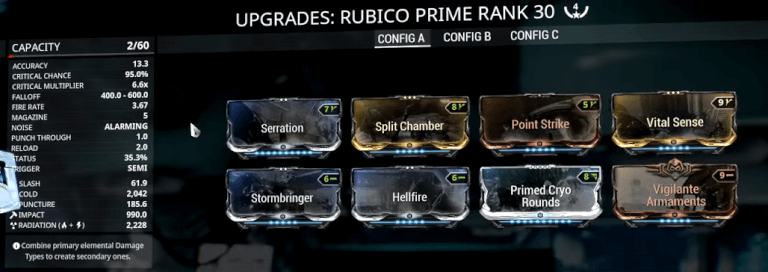 UPGRADES: RUBICO PRIME RANK 30 4
CONFIG A CONFIG B CONFIG C
CAPACITY 2/60
ACCURACY 13.3
CRITICAL CHANCE 95.0%
CRITICAL MULTIPLIER 6.6x
FALLOFF 400.0 - 600.0
FIRE RATE 3.67
MAGAZINE 5
NOISE ALARMING
PUNCH THROUGH 1.0
RELOAD 2.0
STATUS 35.3%
TRIGGER SEMI
SLASH 61.9
COLD 2,042
PUNCTURE 185.6
IMPACT 990.0
RADIATION ( + ) 2,228
Combine primary elemental Damage
Types to create secondary ones.
7 8 5 9
Serration Split Chamber Point Strike Vital Sense
6 6 8 9
Stormbringer Hellfire Primed Cryo
Rounds Vigilante
Armaments